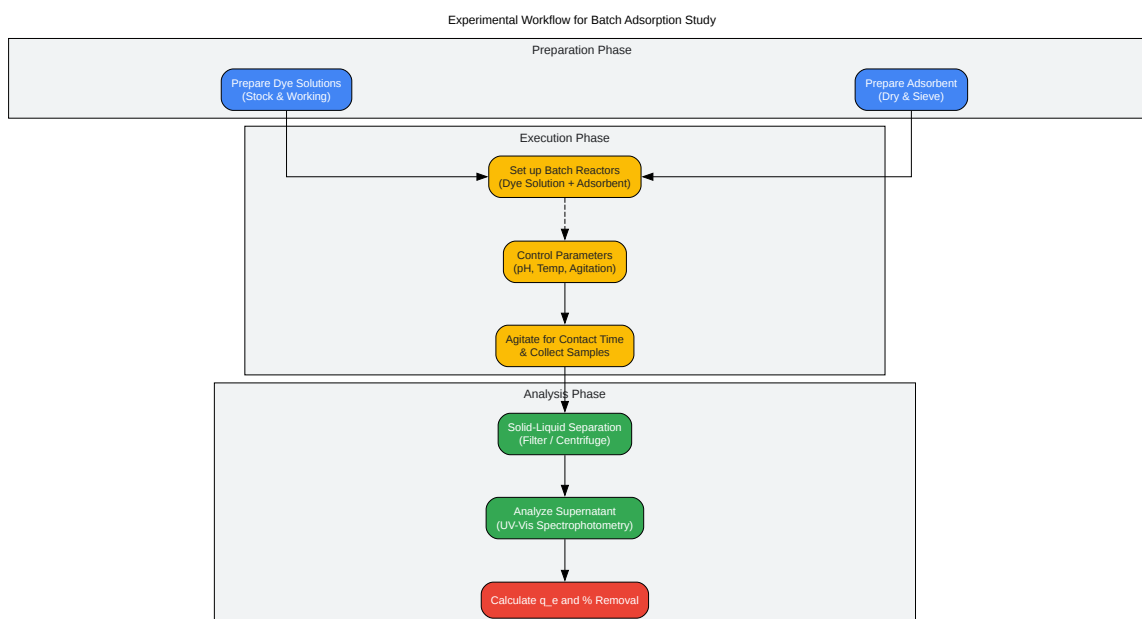 Experimental Workflow for Batch Adsorption Study
Preparation Phase
Prepare Dye Solutions
(Stock & Working)
Prepare Adsorbent
(Dry & Sieve)
Execution Phase
Set up Batch Reactors
(Dye Solution + Adsorbent)
Control Parameters
(pH, Temp, Agitation)
Agitate for Contact Time
& Collect Samples
Analysis Phase
Solid-Liquid Separation
(Filter / Centrifuge)
Analyze Supernatant
(UV-Vis Spectrophotometry)
Calculate q_e and % Removal